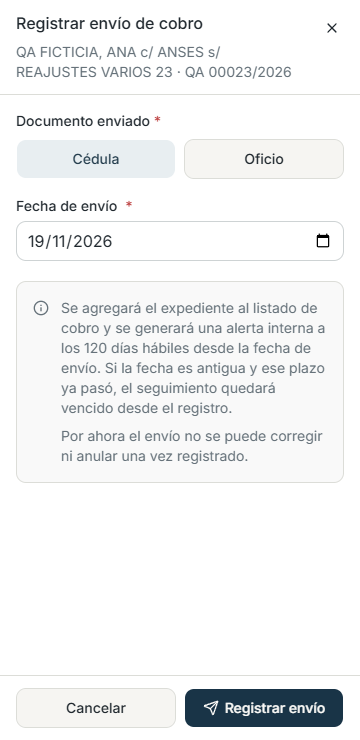 Registrar envío de cobro
QA FICTICIA, ANA c/ ANSES s/
REAJUSTES VARIOS 23 · QA 00023/2026
Documento enviado *
Cédula
Oficio
Fecha de envío *
19/11/2026
Se agregará el expediente al listado de
cobro y se generará una alerta interna a
los 120 días hábiles desde la fecha de
envío. Si la fecha es antigua y ese plazo
ya pasó, el seguimiento quedará
vencido desde el registro.
Por ahora el envío no se puede corregir
ni anular una vez registrado.
Cancelar
Registrar envío